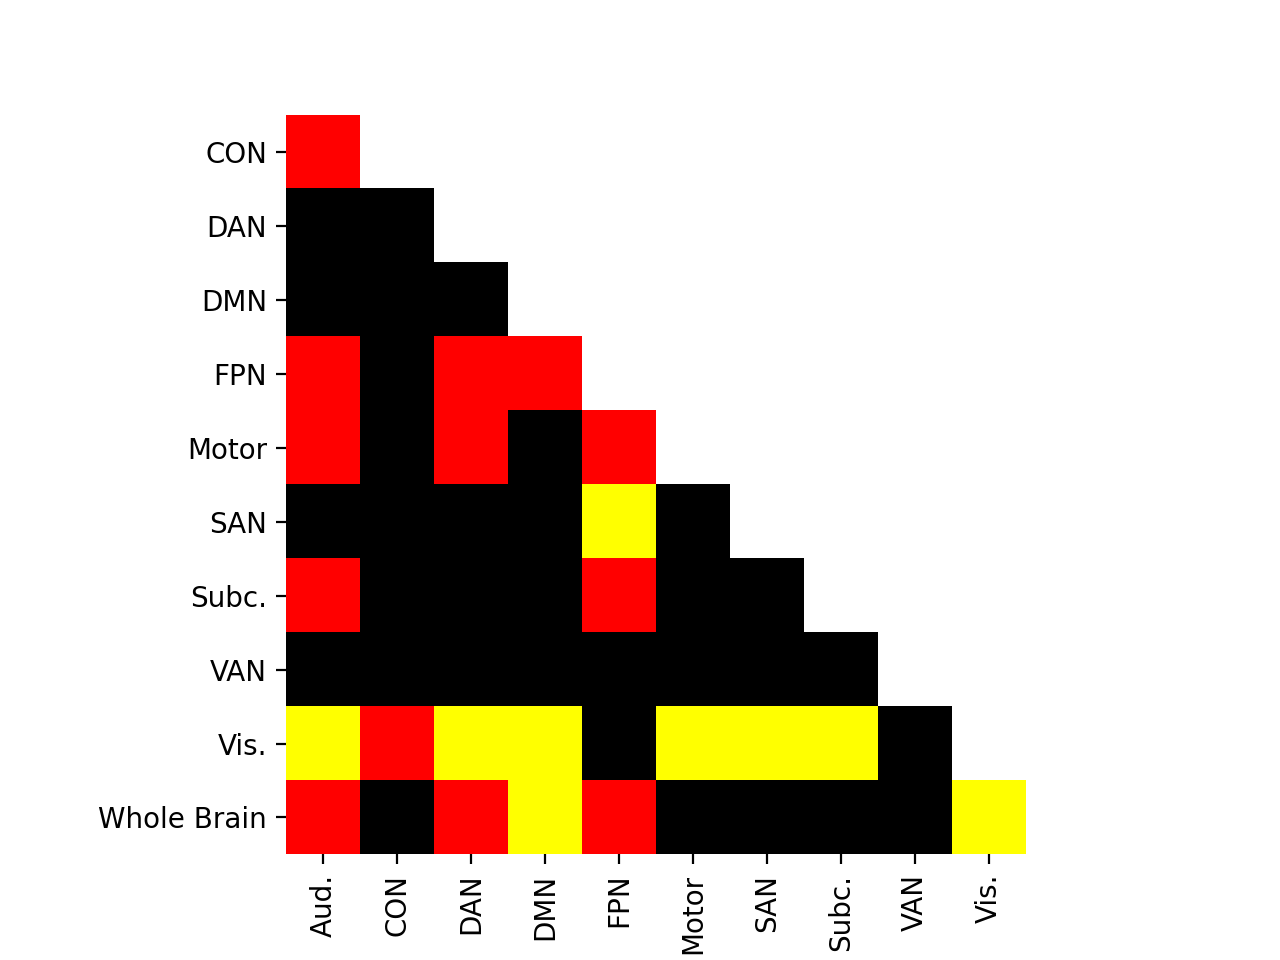 CON
DAN
DMN
FPN
Motor
SAN
Subc.
VAN
Vis.
Whole Brain
Aud.
CON
DAN
DMN
FPN
Motor
SAN
Subc.
VAN
Vis.